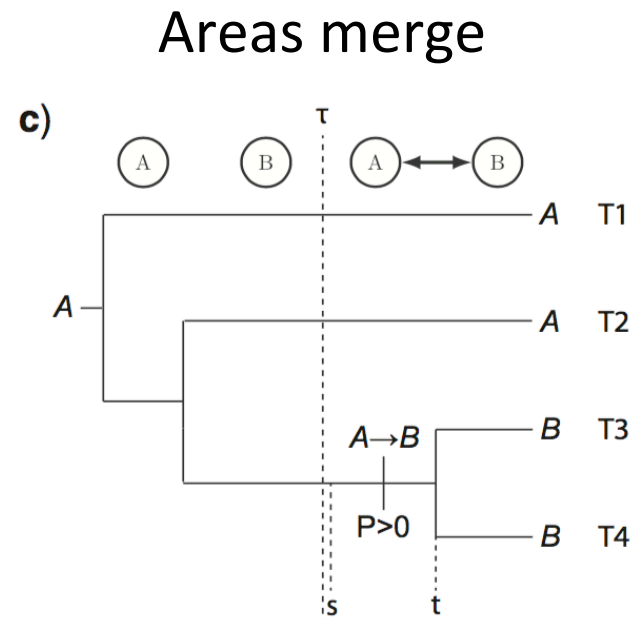 Areas merge
c)
τ
A B A B
A T1
A
A T2
A→B
B T3
P>0
B T4
s t